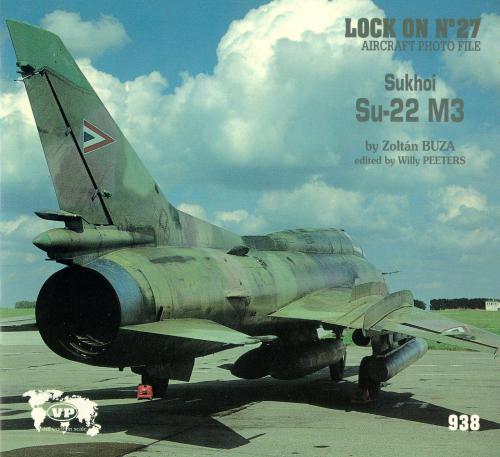 LOCK ON N°27
AIRCRAFT PHOTO FILE
Sukhoi
Su-22 M3
by Zoltán BUZA
edited by Willy PEETERS
VP
938